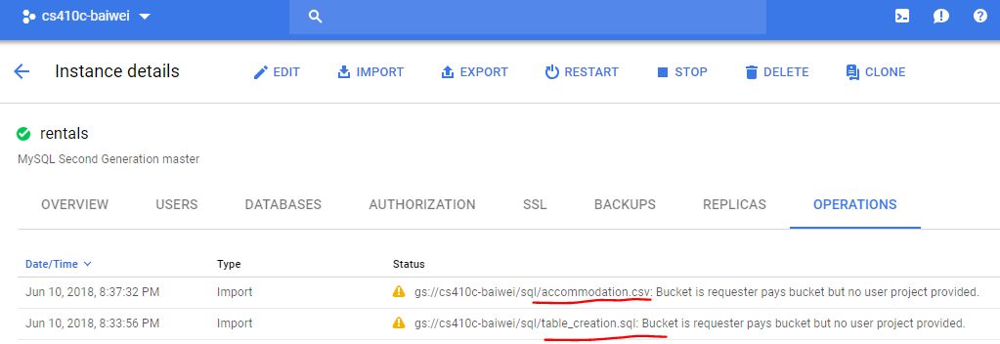 cs410c-baiwei
Instance details
EDIT
IMPORT
EXPORT
RESTART
STOP
DELETE
CLONE
rentals
MySQL Second Generation master
OVERVIEW
USERS
DATABASES
AUTHORIZATION
SSL
BACKUPS
REPLICAS
OPERATIONS
Date/Time Type Status
Jun 10, 2018, 8:37:32 PM Import gs://cs410c-baiwei/sql/accommodation.csv: Bucket is requester pays bucket but no user project provided.
Jun 10, 2018, 8:33:56 PM Import gs://cs410c-baiwei/sql/table_creation.sql: Bucket is requester pays bucket but no user project provided.